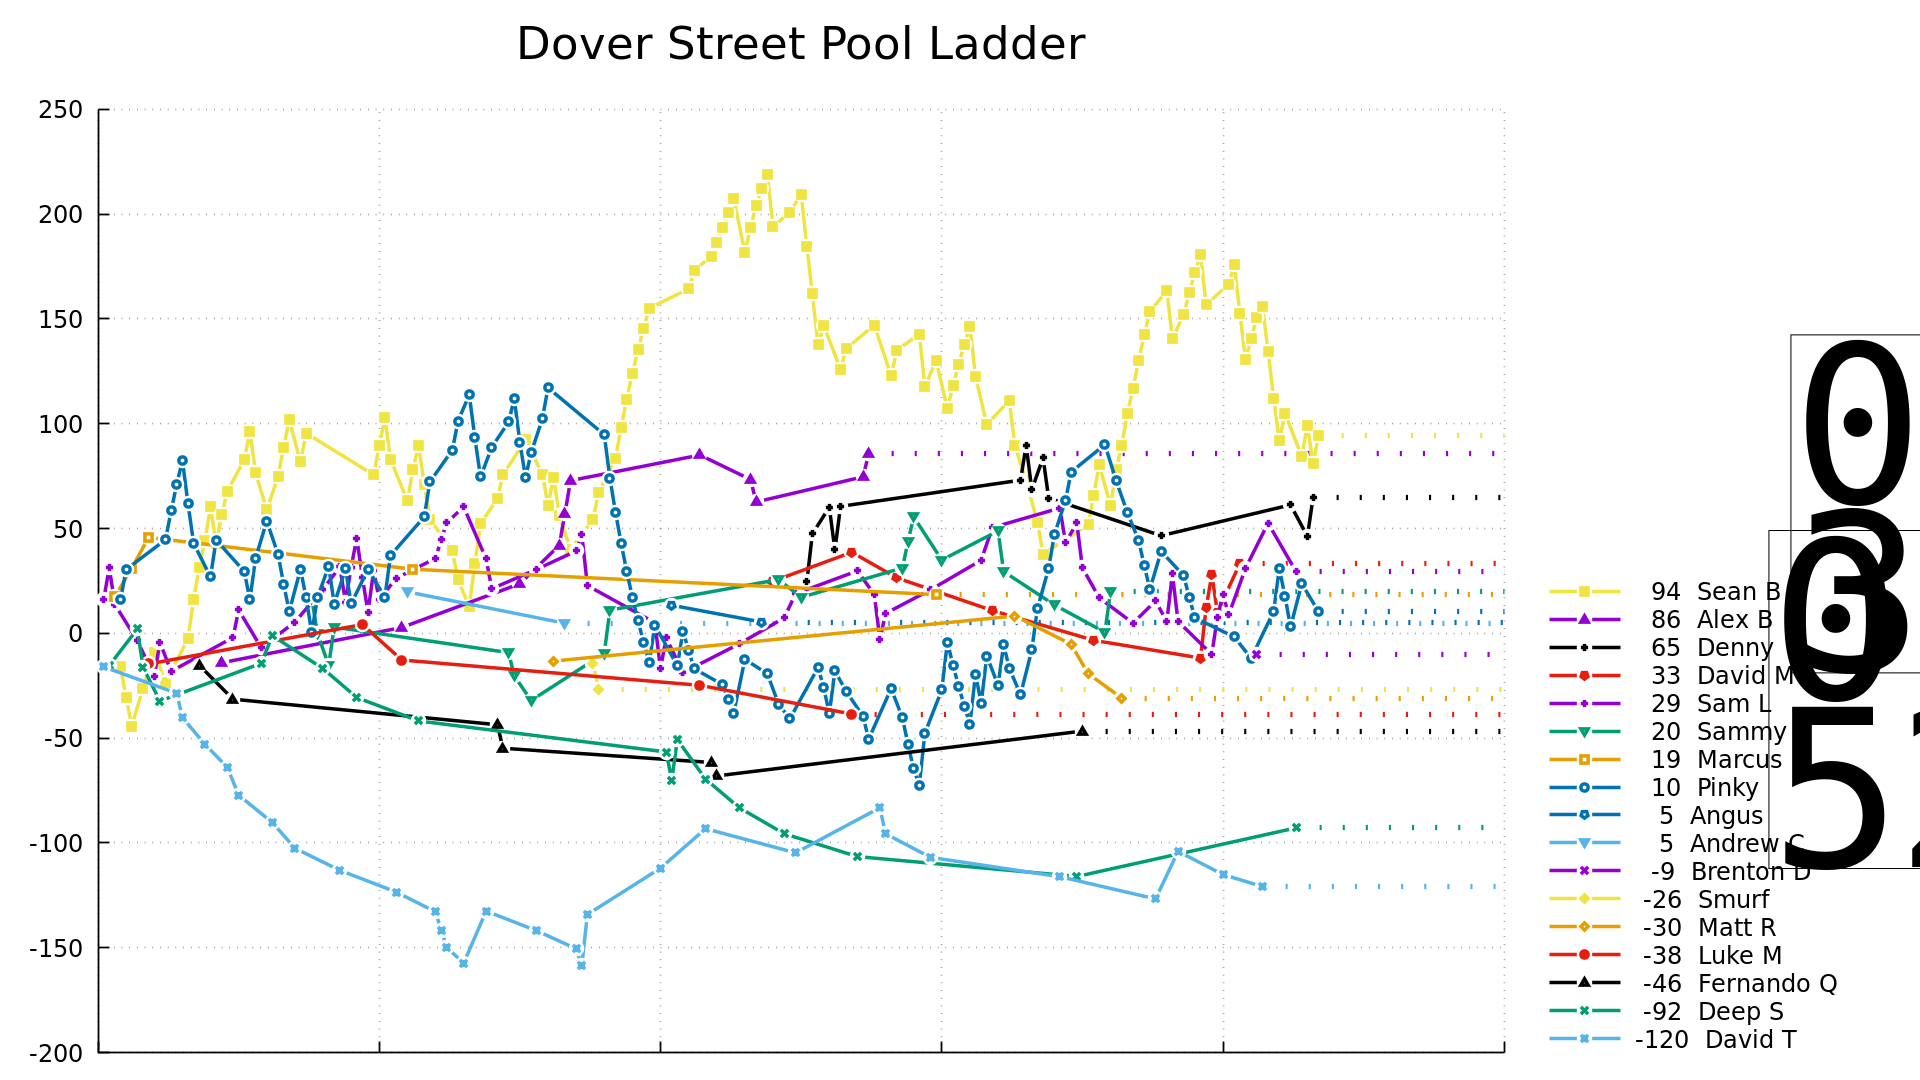 Dover Street Pool Ladder
250
200
150
100
50
0
-50
-100
-150
-200
94 Sean B
86 Alex B
65 Denny
33 David M
29 Sam L
20 Sammy
19 Marcus
10 Pinky
5 Angus
5 Andrew C
-9 Brenton D
-26 Smurf
-30 Matt R
-38 Luke M
-46 Fernando Q
-92 Deep S
-120 David T